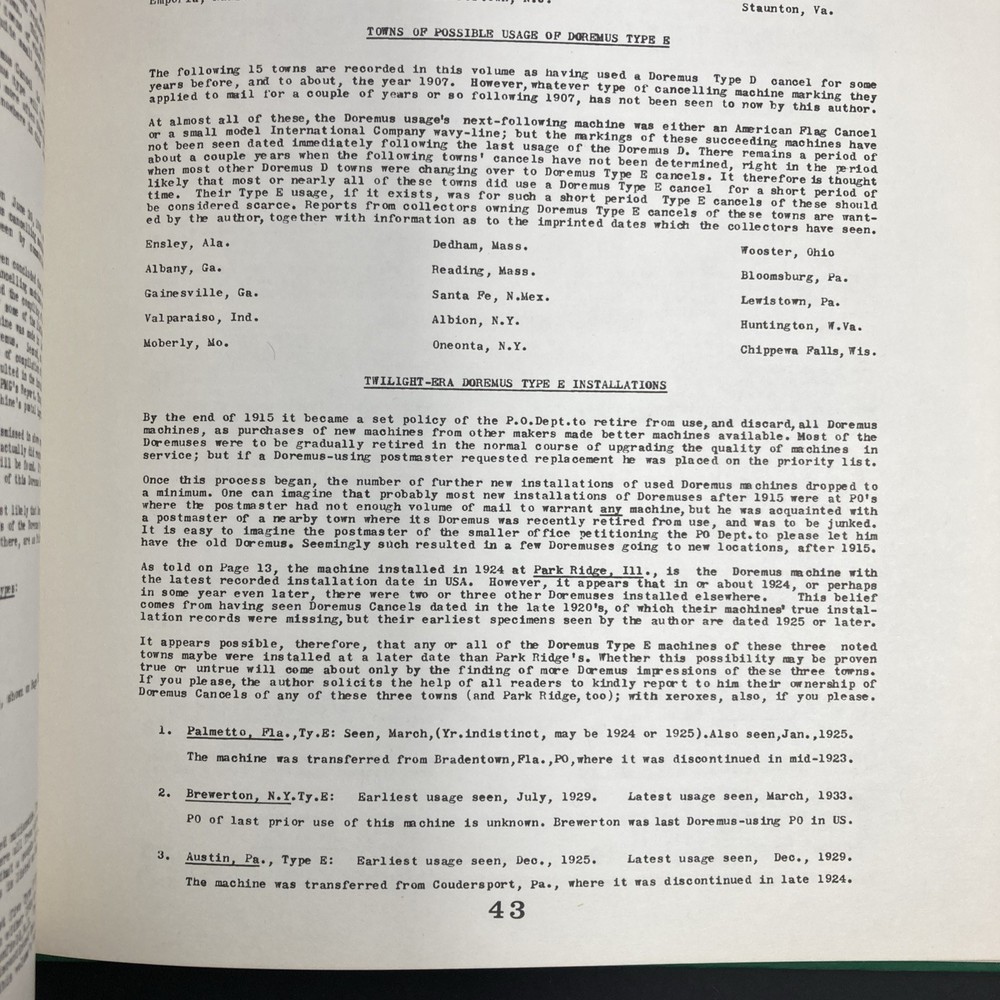 Staunton, Va.
TOWNS OF POSSIBLE USAGE OF DOREMUS TYPE E
The following 15 towns are recorded in this volume as having used a Doremus Type D cancel for some
years before, and to about, the year 1907. However, whatever type of cancelling machine marking they
applied to mail for a couple of years or so following 1907, has not been seen to now by this author.
At almost all of these, the Doremus usage's next-following machine was either an American Flag Cancel
or a small model International Company wavy-line; but the markings of these succeeding machines have
not been seen dated immediately following the last usage of the Doremus D. There remains a period of
about a couple years when the following towns' cancels have not been determined, right in the period
when most other Doremus D towns were changing over to Doremus Type E cancels. It therefore is thought
likely that most or nearly all of these towns did use a Doremus Type E cancel for a short period of
time. Their Type E usage, if it exists, was for such a short period Type E cancels of these should
be considered scarce. Reports from collectors owning Doremus Type E cancels of these towns are want-
ed by the author, together with information as to the imprinted dates which the collectors have seen.
Ensley, Ala. Dedham, Mass. Wooster, Ohio
Albany, Ga. Reading, Mass. Bloomsburg, Pa.
Gainesville, Ga. Santa Fe, N.Mex. Lewistown, Pa.
Valparaiso, Ind. Albion, N.Y. Huntington, W.Va.
Moberly, Mo. Oneonta, N.Y. Chippewa Falls, Wis.
TWILIGHT-ERA DOREMUS TYPE E INSTALLATIONS
By the end of 1915 it became a set policy of the P.O.Dept.to retire from use,and discard,all Doremus
machines, as purchases of new machines from other makers made better machines available. Most of the
Doremuses were to be gradually retired in the normal course of upgrading the quality of machines in
service; but if a Doremus-using postmaster requested replacement he was placed on the priority list.
Once this process began, the number of further new installations of used Doremus machines dropped to
a minimum. One can imagine that probably most new installations of Doremuses after 1915 were at PO's
where the postmaster had not enough volume of mail to warrant any machine,but he was acquainted with
a postmaster of a nearby town where its Doremus was recently retired from use, and was to be junked.
It is easy to imagine the postmaster of the smaller office petitioning the PO Dept.to please let him
have the old Doremus. Seemingly such resulted in a few Doremuses going to new locations, after 1915.
As told on Page 13, the machine installed in 1924 at Park Ridge, Ill., is the Doremus machine with
the latest recorded installation date in USA. However, it appears that in or about 1924, or perhaps
in some year even later, there were two or three other Doremuses installed elsewhere. This belief
comes from having seen Doremus Cancels dated in the late 1920's, of which their machines' true instal-
lation records were missing,but their earliest specimens seen by the author are dated 1925 or later.
It appears possible, therefore, that any or all of the Doremus Type E machines of these three noted
towns maybe were installed at a later date than Park Ridge's. Whether this possibility may be proven
true or untrue will come about only by the finding of more Doremus impressions of these three towns.
If you please,the author solicits the help of all readers to kindly report to him their ownership of
Doremus Cancels of any of these three towns (and Park Ridge,too); with xeroxes, also, if you please.
1. Palmetto, Fla.,Ty.E: Seen, March,(Yr.indistinct, may be 1924 or 1925).Also seen,Jan.,1925.
The machine was transferred from Bradentown,Fla.,PO,where it was discontinued in mid-1923.
2. Brewerton, N.Y.Ty.E: Earliest usage seen, July, 1929. Latest usage seen, March, 1933.
PO of last prior use of this machine is unknown. Brewerton was last Doremus-using PO in US.
3. Austin, Pa., Type E: Earliest usage seen, Dec., 1925. Latest usage seen, Dec., 1929.
The machine was transferred from Coudersport, Pa., where it was discontinued in late 1924.
43